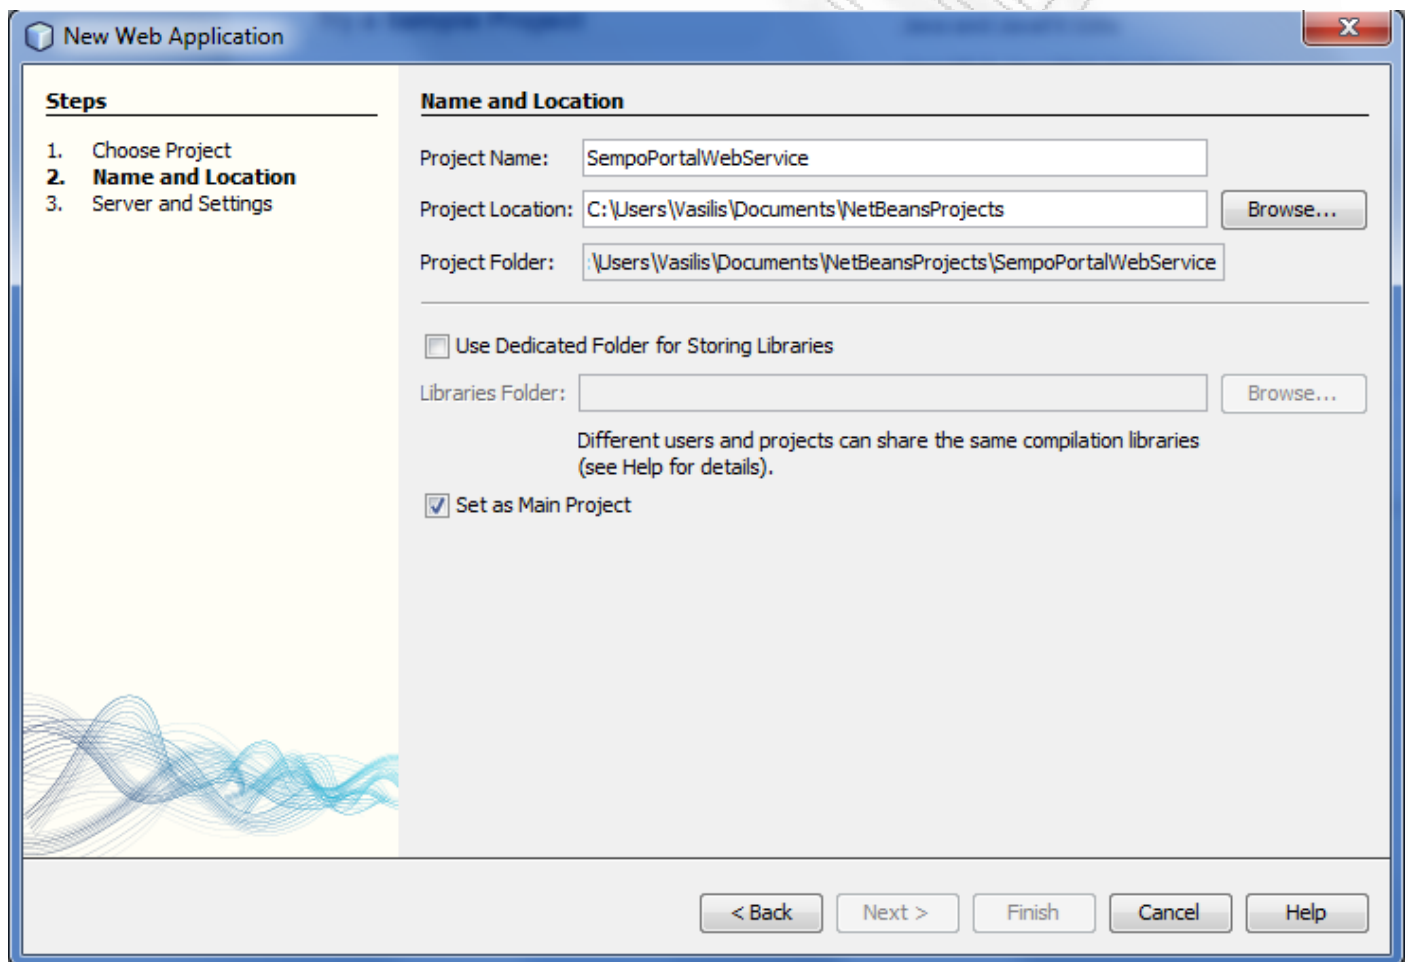 New Web Application
X
Steps
1. Choose Project
2. Name and Location
3. Server and Settings
Name and Location
Project Name: SempoPortalWebService
Project Location: C:\Users\Vasilis\Documents\NetBeansProjects Browse...
Project Folder: :\Users\Vasilis\Documents\NetBeansProjects\SempoPortalWebService
Use Dedicated Folder for Storing Libraries
Libraries Folder: Browse...
Different users and projects can share the same compilation libraries
(see Help for details).
Set as Main Project
< Back Next > Finish Cancel Help